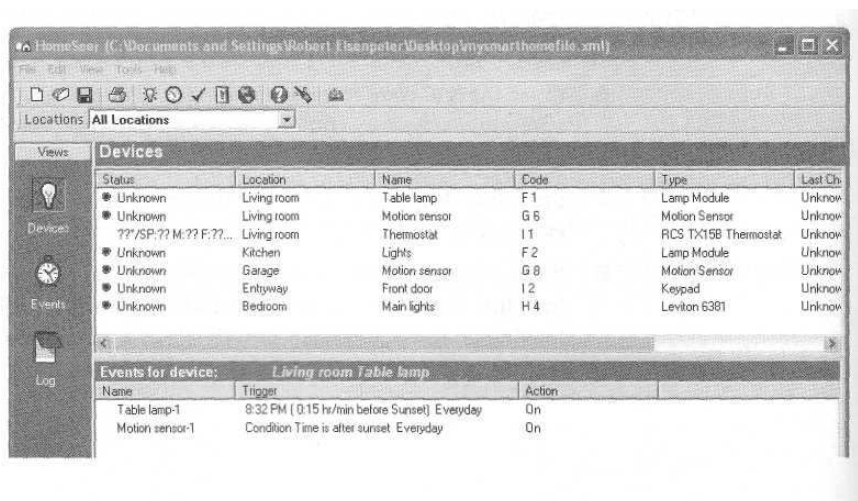 HomeSeer (C:\Documents and Settings\Robert Elsenpeter\Desktop\mysmarthomefile.xml)
File Edit View Tools Help
Locations All Locations
Views Devices
Status Location Name Code Type Last Ch
Unknown Living room Table lamp F 1 Lamp Module Unknow
Unknown Living room Motion sensor G 6 Motion Sensor Unknow
??"/SP:?? M:?? F:??... Living room Thermostat I 1 RCS TX15B Thermostat Unknow
Unknown Kitchen Lights F 2 Lamp Module Unknow
Unknown Garage Motion sensor G 8 Motion Sensor Unknow
Unknown Entryway Front door I 2 Keypad Unknow
Unknown Bedroom Main lights H 4 Leviton 6381 Unknow
Devices
Events
Log
Events for device: Living room Table lamp
Name Trigger Action
Table lamp-1 8:32 PM ( 0:15 hr/min before Sunset) Everyday On
Motion sensor-1 Condition Time is after sunset Everyday On